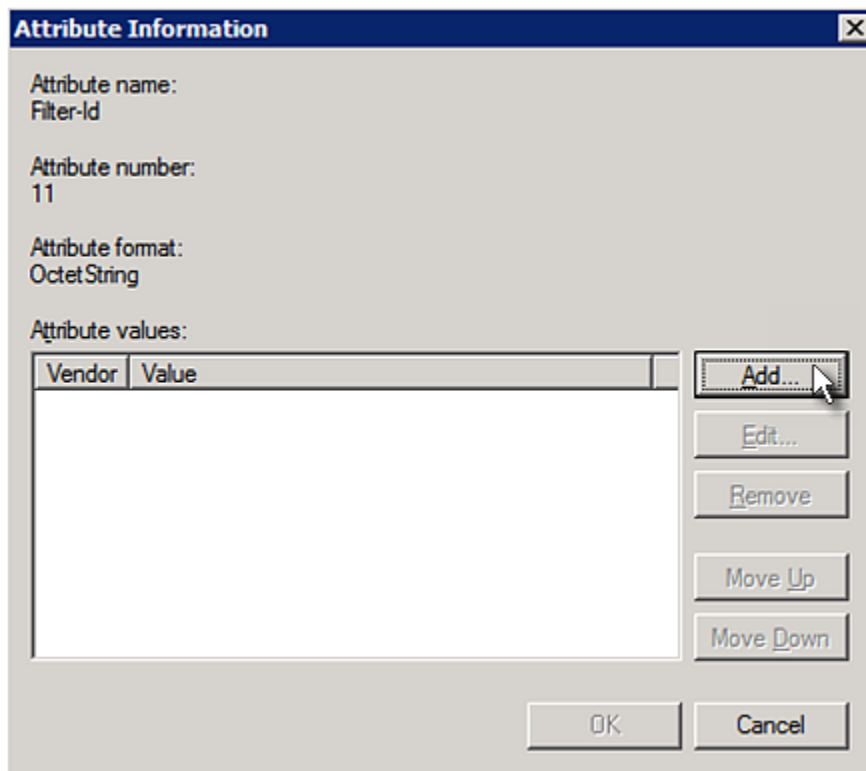 Attribute Information
Attribute name:
Filter-Id
Attribute number:
11
Attribute format:
OctetString
Attribute values:
Vendor Value
Add...
Edit...
Remove
Move Up
Move Down
OK Cancel